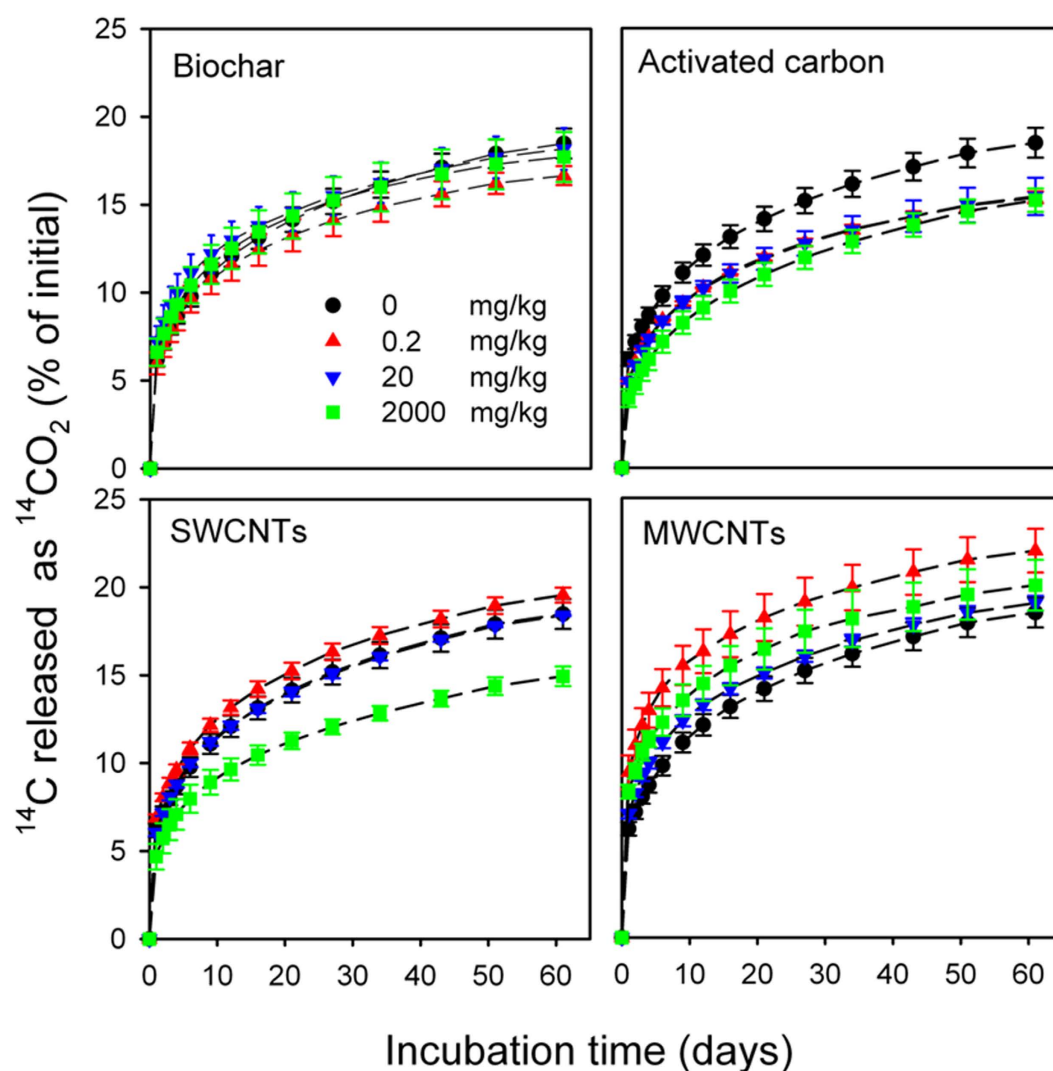 Biochar
Activated carbon
25
20
15
10
5
0
0 mg/kg
0.2 mg/kg
20 mg/kg
2000 mg/kg
SWCNTs
MWCNTs
25
20
15
10
5
0
0 10 20 30 40 50 60
0 10 20 30 40 50 60
¹⁴C released as ¹⁴CO₂ (% of initial)
Incubation time (days)